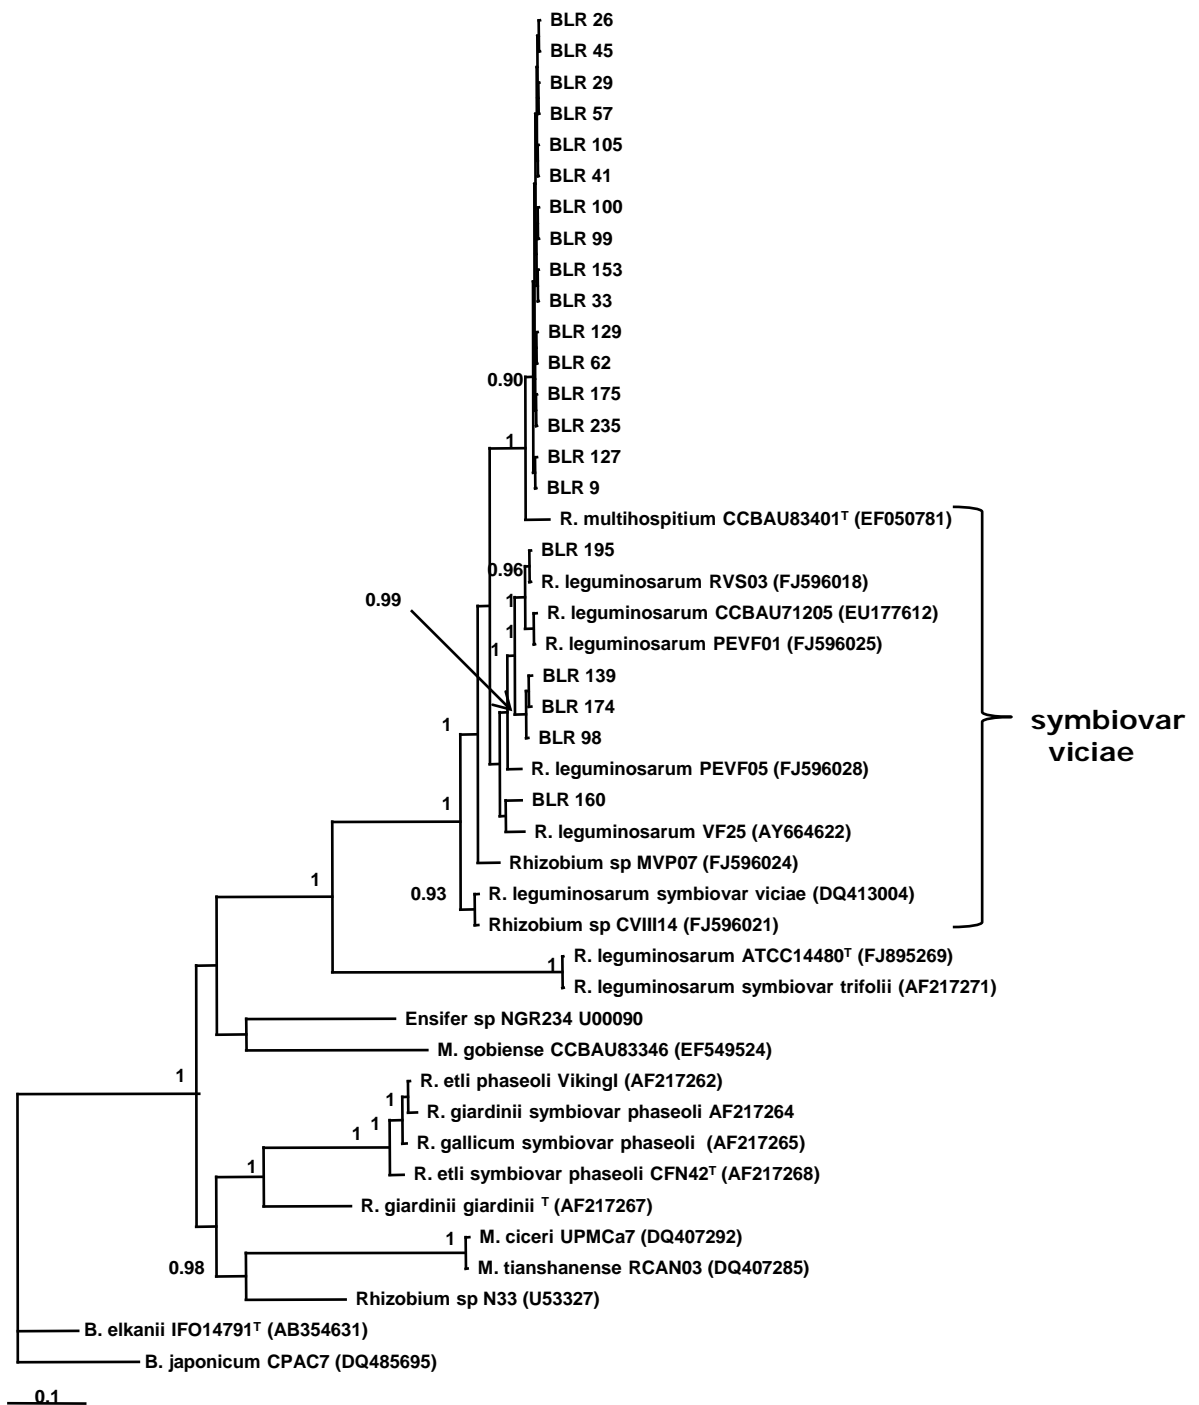 BLR 26
BLR 45
BLR 29
BLR 57
BLR 105
BLR 41
BLR 100
BLR 99
BLR 153
BLR 33
BLR 129
BLR 62
0.90
BLR 175
BLR 235
1
BLR 127
BLR 9
R. multihospitium CCBAU83401ᵀ (EF050781)
BLR 195
0.96
R. leguminosarum RVS03 (FJ596018)
0.99
1
R. leguminosarum CCBAU71205 (EU177612)
1
1
R. leguminosarum PEVF01 (FJ596025)
BLR 139
BLR 174
symbiovar
viciae
1
BLR 98
R. leguminosarum PEVF05 (FJ596028)
1
BLR 160
R. leguminosarum VF25 (AY664622)
Rhizobium sp MVP07 (FJ596024)
1
0.93
R. leguminosarum symbiovar viciae (DQ413004)
Rhizobium sp CVIII14 (FJ596021)
1
R. leguminosarum ATCC14480ᵀ (FJ895269)
R. leguminosarum symbiovar trifolii (AF217271)
Ensifer sp NGR234 U00090
M. gobiense CCBAU83346 (EF549524)
1
R. etli phaseoli VikingI (AF217262)
1
R. giardinii symbiovar phaseoli AF217264
1
1
R. gallicum symbiovar phaseoli (AF217265)
1
R. etli symbiovar phaseoli CFN42ᵀ (AF217268)
R. giardinii giardinii ᵀ (AF217267)
1
M. ciceri UPMCa7 (DQ407292)
0.98
M. tianshanense RCAN03 (DQ407285)
Rhizobium sp N33 (U53327)
B. elkanii IFO14791ᵀ (AB354631)
B. japonicum CPAC7 (DQ485695)
0.1